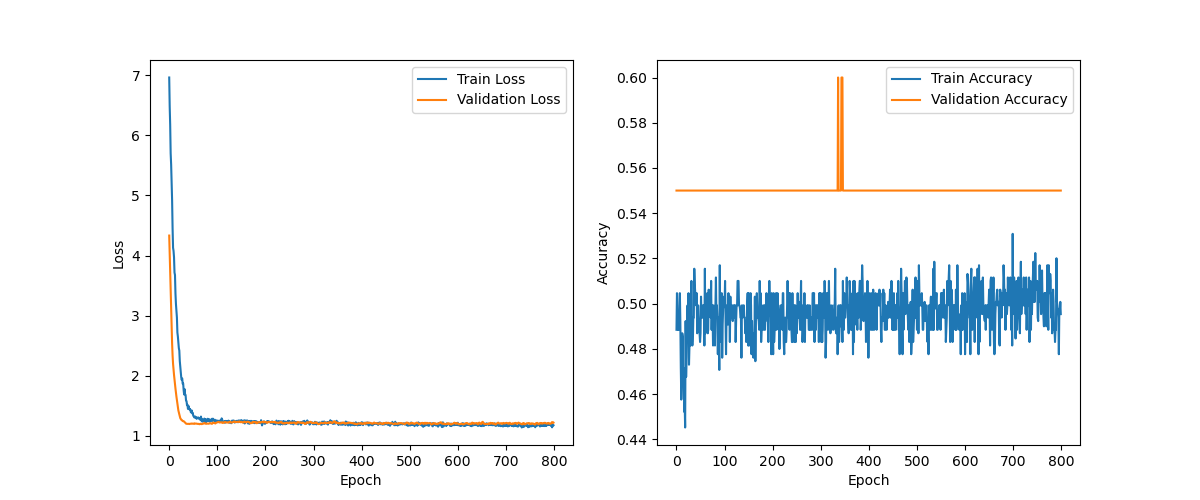 7
6
5
4
3
2
1
Loss
0 100 200 300 400 500 600 700 800
Epoch
Train Loss
Validation Loss
0.60
0.58
0.56
0.54
0.52
0.50
0.48
0.46
0.44
Accuracy
0 100 200 300 400 500 600 700 800
Epoch
Train Accuracy
Validation Accuracy